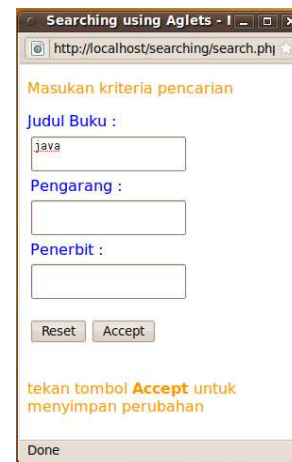 Searching using Aglets - 
http://localhost/searching/search.ph
Masukan kriteria pencarian
Judul Buku :
java
Pengarang :
Penerbit :
Reset Accept
tekan tombol Accept untuk
menyimpan perubahan
Done